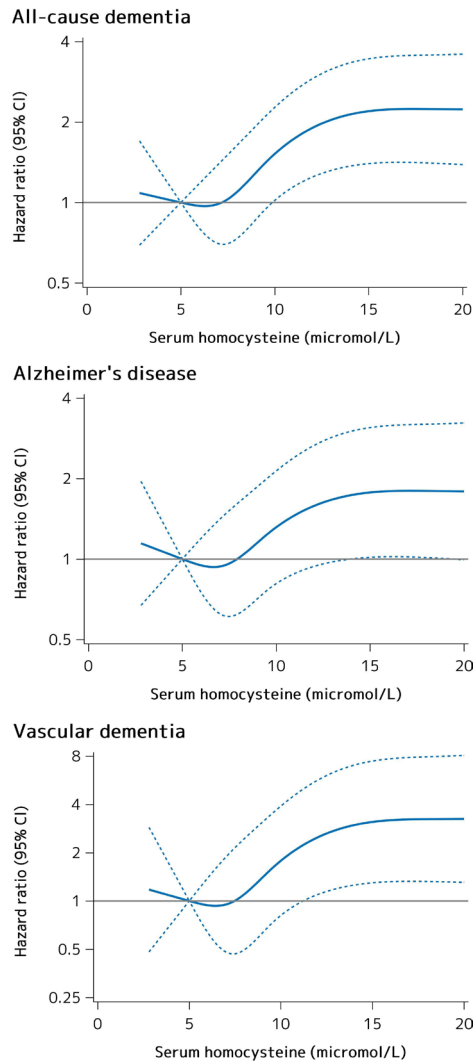 All-cause dementia
4
2
1
0.5
Hazard ratio (95% CI)
0 5 10 15 20
Serum homocysteine (micromol/L)
Alzheimer's disease
4
2
1
0.5
Hazard ratio (95% CI)
0 5 10 15 20
Serum homocysteine (micromol/L)
Vascular dementia
8
4
2
1
0.5
0.25
Hazard ratio (95% CI)
0 5 10 15 20
Serum homocysteine (micromol/L)